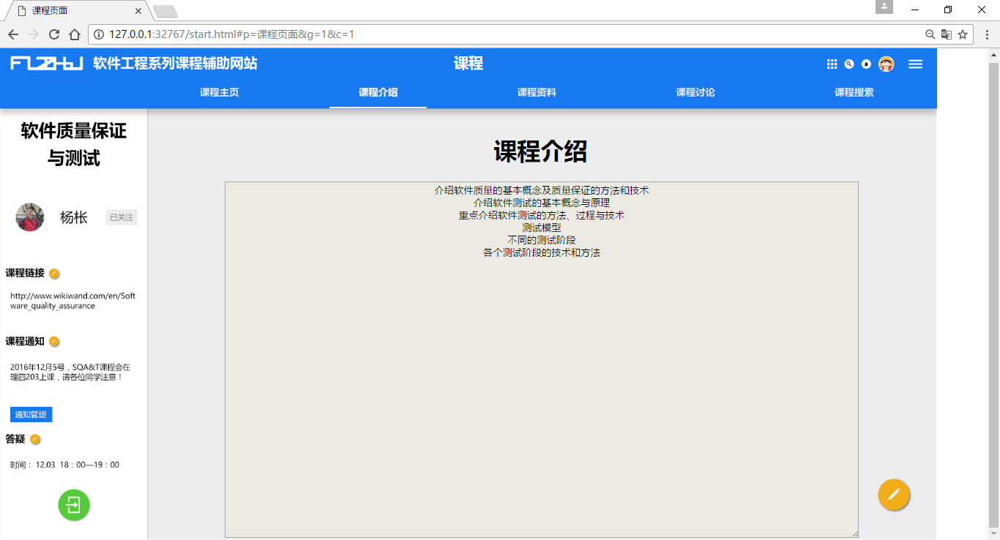 课程页面
127.0.0.1:32767/start.html#p=课程页面&g=1&c=1
软件工程系列课程辅助网站
课程
课程主页
课程介绍
课程资料
课程讨论
课程搜索
软件质量保证
与测试
杨枨
已关注
课程链接
http://www.wikiwand.com/en/Soft
ware_quality_assurance
课程通知
2016年12月5号，SQA&T课程会在
理四203上课，请各位同学注意！
通知管理
答疑
时间： 12.03 18：00—19：00
课程介绍
介绍软件质量的基本概念及质量保证的方法和技术
介绍软件测试的基本概念与原理
重点介绍软件测试的方法、过程与技术
测试模型
不同的测试阶段
各个测试阶段的技术和方法